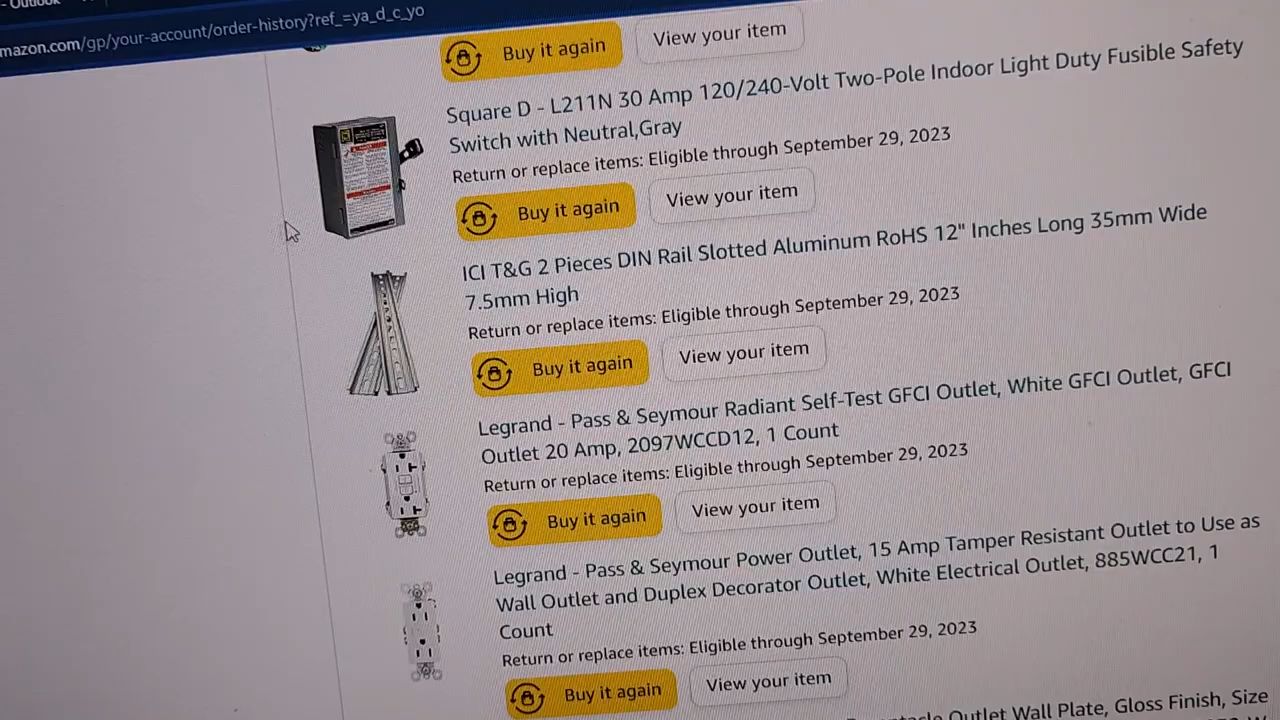 - Outlook
mazon.com/gp/your-account/order-history?ref_=ya_d_c_yo
Buy it again
View your item
Square D - L211N 30 Amp 120/240-Volt Two-Pole Indoor Light Duty Fusible Safety
Switch with Neutral,Gray
Return or replace items: Eligible through September 29, 2023
Buy it again
View your item
ICI T&G 2 Pieces DIN Rail Slotted Aluminum RoHS 12" Inches Long 35mm Wide
7.5mm High
Return or replace items: Eligible through September 29, 2023
Buy it again
View your item
Legrand - Pass & Seymour Radiant Self-Test GFCI Outlet, White GFCI Outlet, GFCI
Outlet 20 Amp, 2097WCCD12, 1 Count
Return or replace items: Eligible through September 29, 2023
Buy it again
View your item
Legrand - Pass & Seymour Power Outlet, 15 Amp Tamper Resistant Outlet to Use as
Wall Outlet and Duplex Decorator Outlet, White Electrical Outlet, 885WCC21, 1
Count
Return or replace items: Eligible through September 29, 2023
Buy it again
View your item
Outlet Wall Plate, Gloss Finish, Size